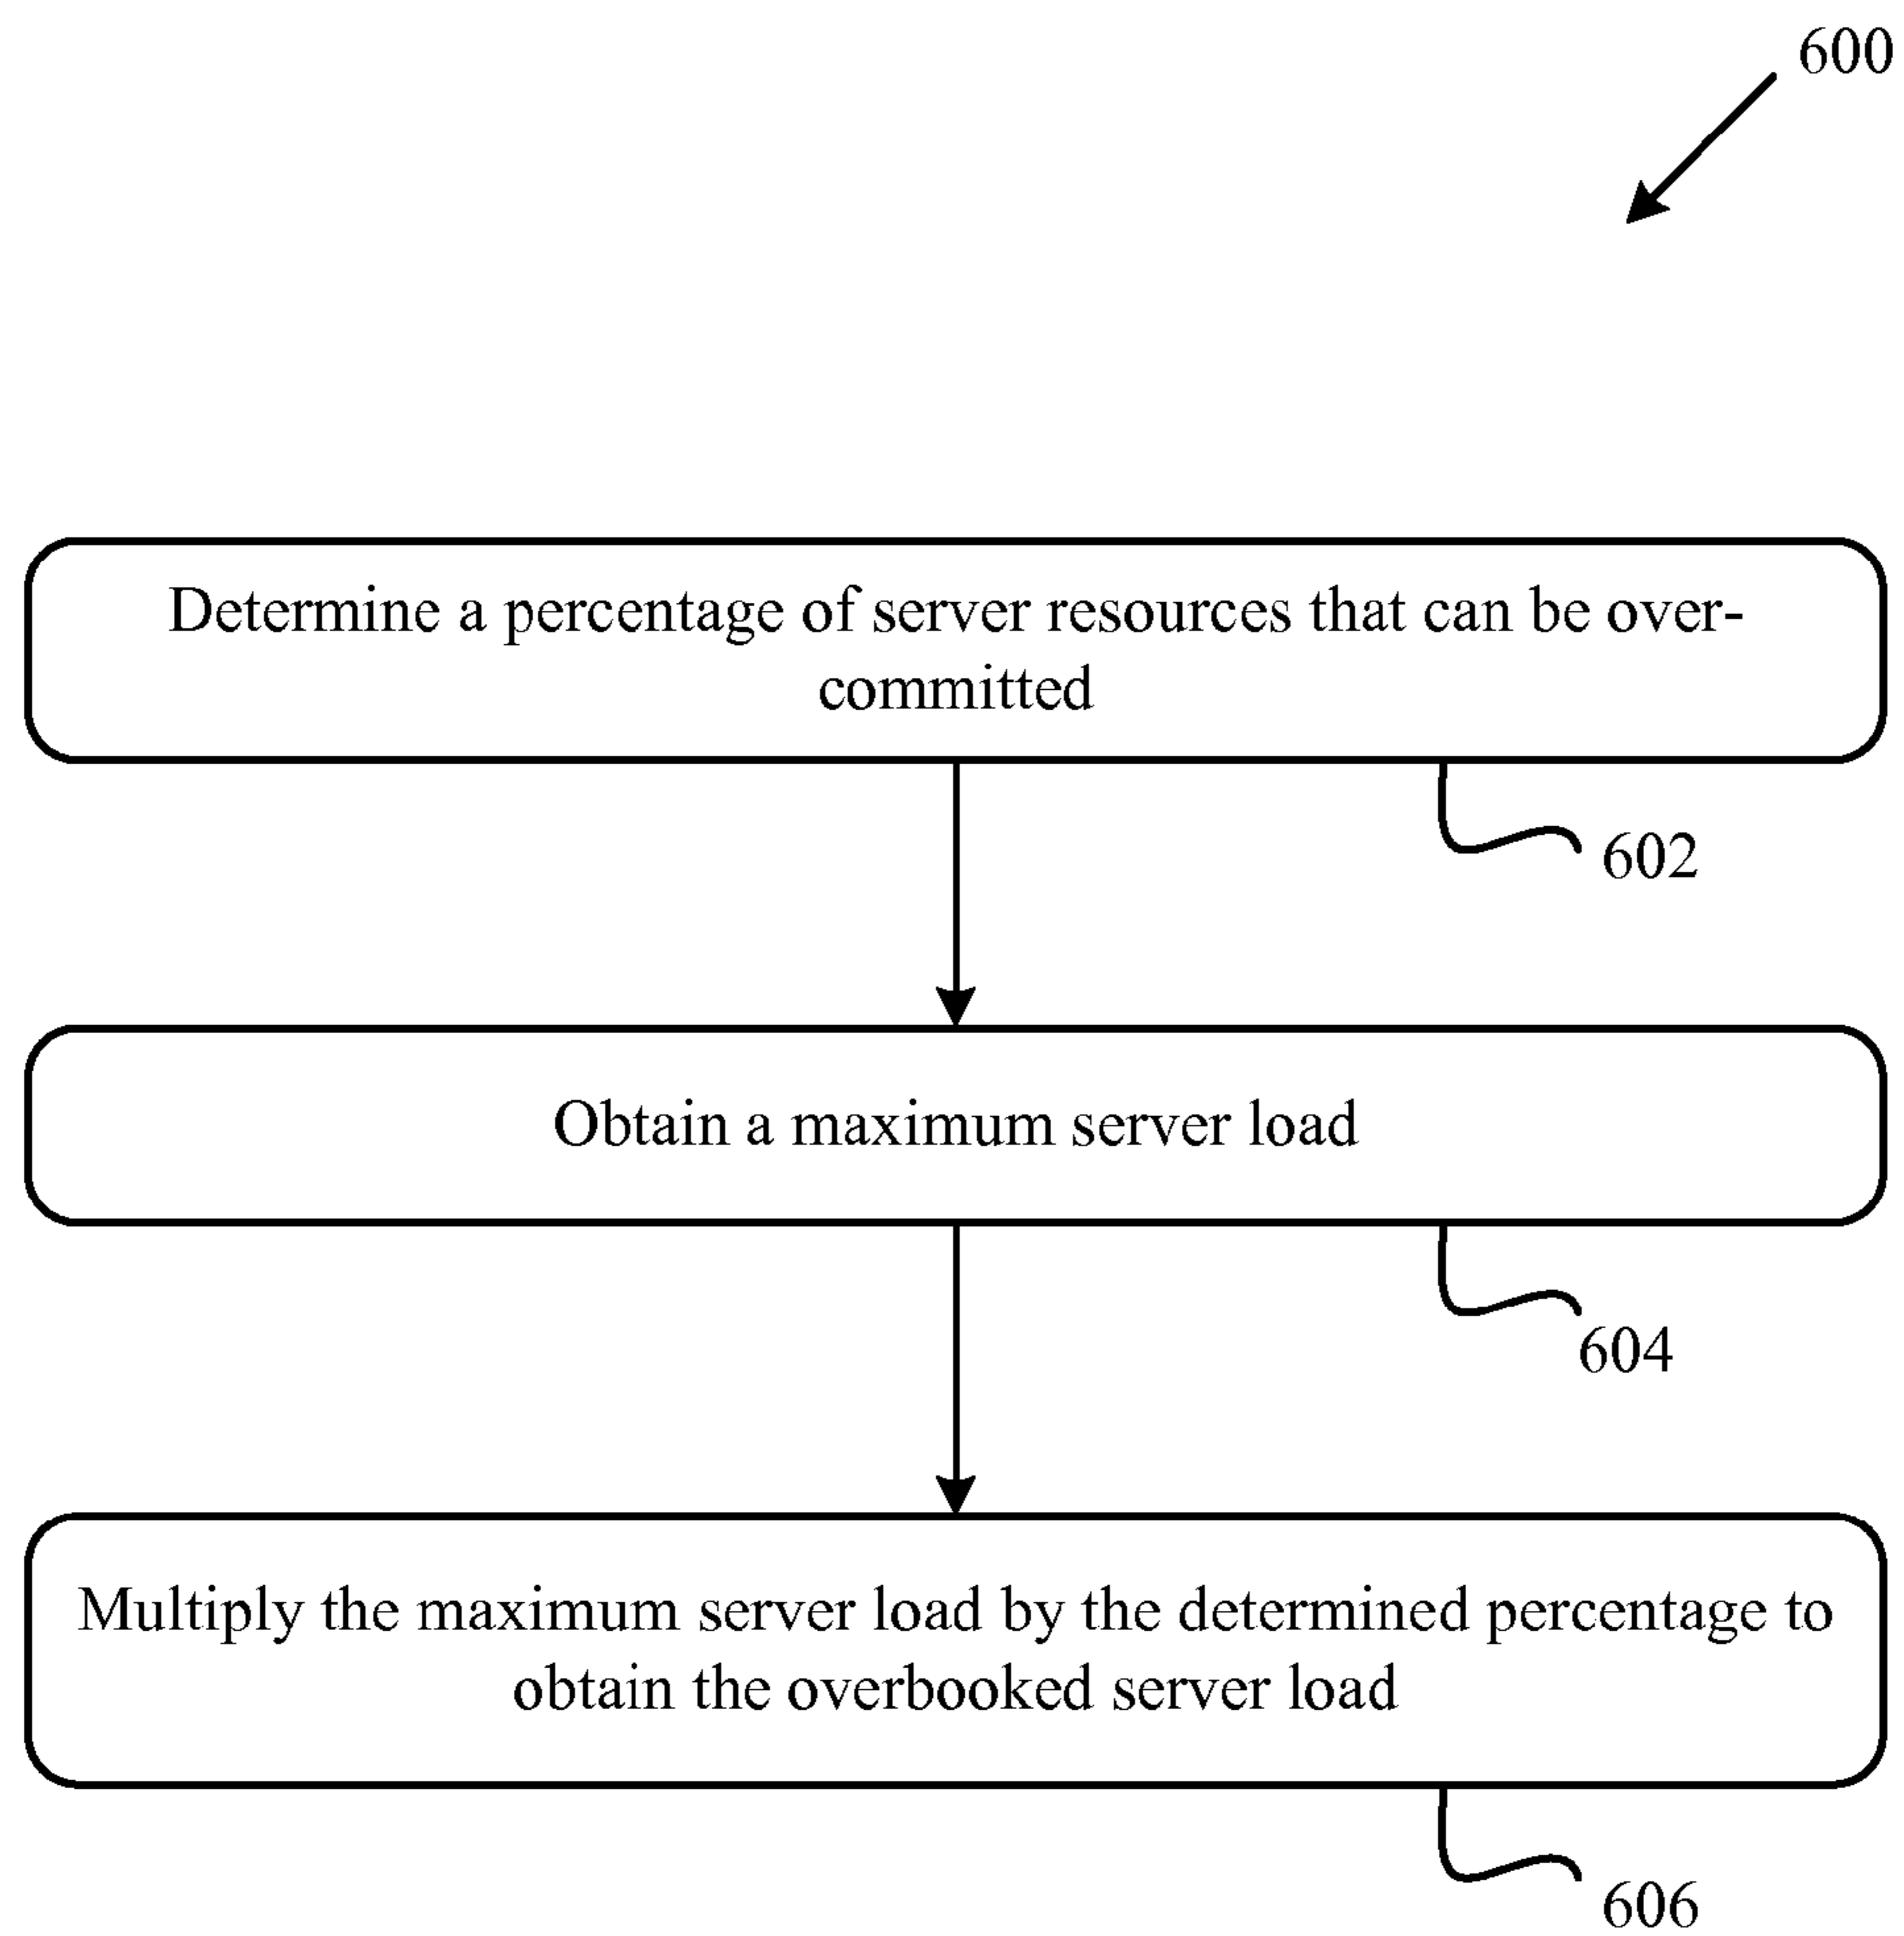 600
Determine a percentage of server resources that can be over-
committed
602
Obtain a maximum server load
604
Multiply the maximum server load by the determined percentage to
obtain the overbooked server load
606